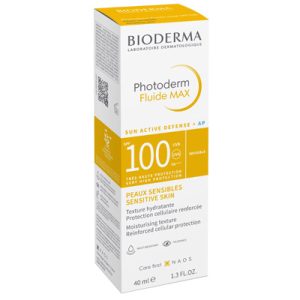 BIODERMA
LABORATOIRE DERMATOLOGIQUE
Photoderm
Fluide MAX
SUN ACTIVE DEFENSE + AP
SPF 100 UVB
UVA
TRÈS HAUTE PROTECTION
VERY HIGH PROTECTION
INVISIBLE
PEAUX SENSIBLES
SENSITIVE SKIN
Texture hydratante
Protection cellulaire renforcée
Moisturising texture
Reinforced cellular protection
Care first
NAOS
40 ml e
1.3 FL.OZ.